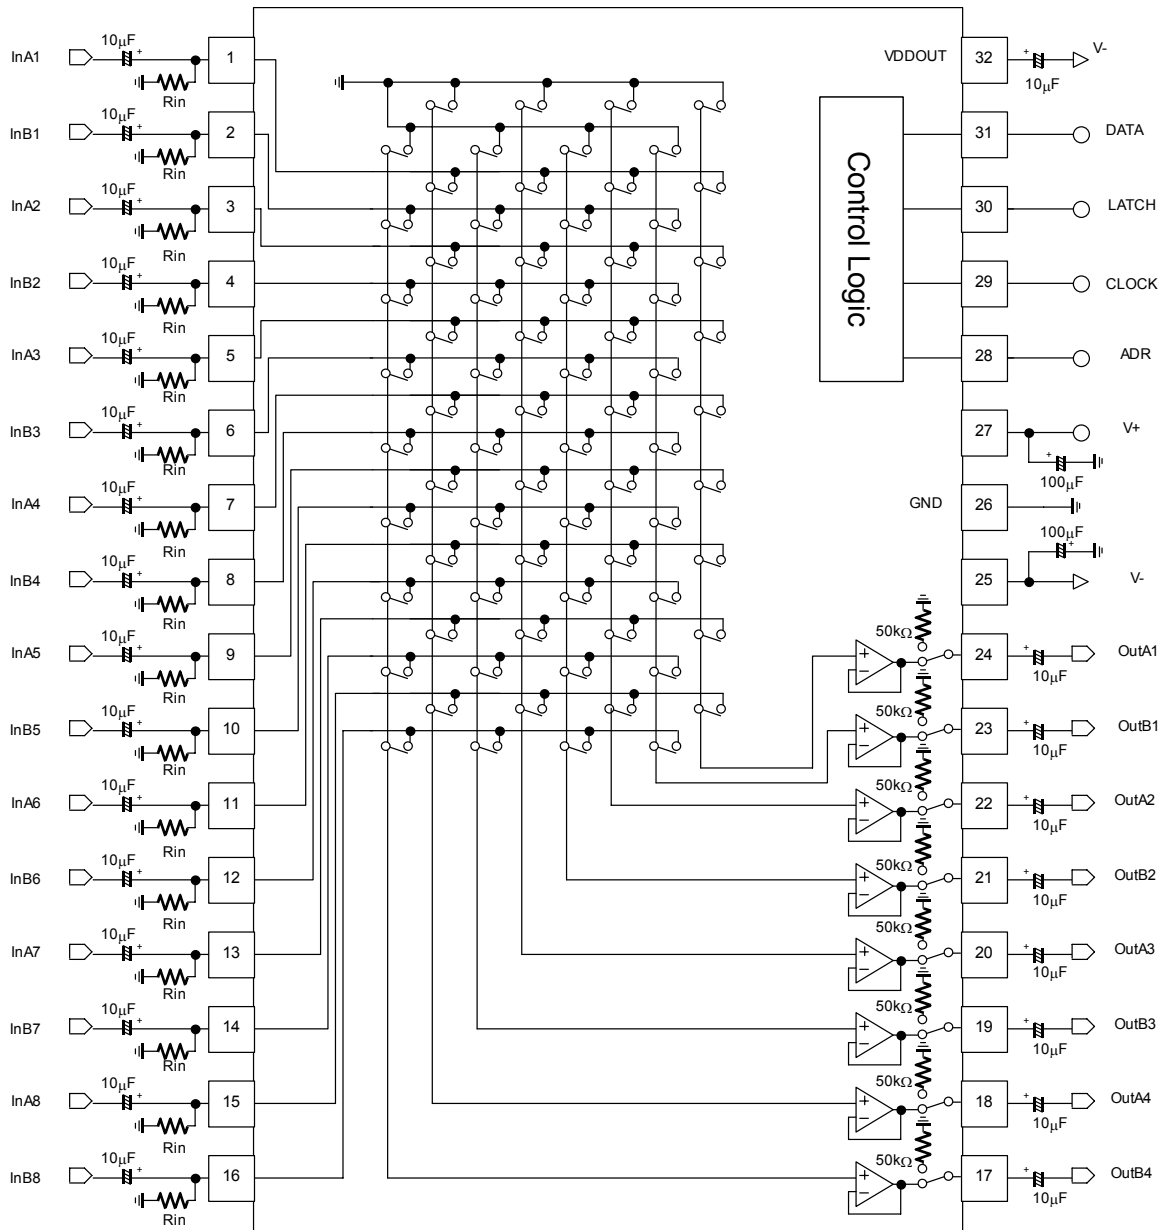 InA1 10μF + Rin 1
InB1 10μF + Rin 2
InA2 10μF + Rin 3
InB2 10μF + Rin 4
InA3 10μF + Rin 5
InB3 10μF + Rin 6
InA4 10μF + Rin 7
InB4 10μF + Rin 8
InA5 10μF + Rin 9
InB5 10μF + Rin 10
InA6 10μF + Rin 11
InB6 10μF + Rin 12
InA7 10μF + Rin 13
InB7 10μF + Rin 14
InA8 10μF + Rin 15
InB8 10μF + Rin 16
Control Logic
VDDOUT 32 + 10μF V-
31 DATA
30 LATCH
29 CLOCK
28 ADR
27 V+
+ 100μF
GND 26
100μF +
25 V-
+ − 50kΩ 24 + 10μF OutA1
+ − 50kΩ 23 + 10μF OutB1
+ − 50kΩ 22 + 10μF OutA2
+ − 50kΩ 21 + 10μF OutB2
+ − 50kΩ 20 + 10μF OutA3
+ − 50kΩ 19 + 10μF OutB3
+ − 50kΩ 18 + 10μF OutA4
+ − 50kΩ 17 + 10μF OutB4